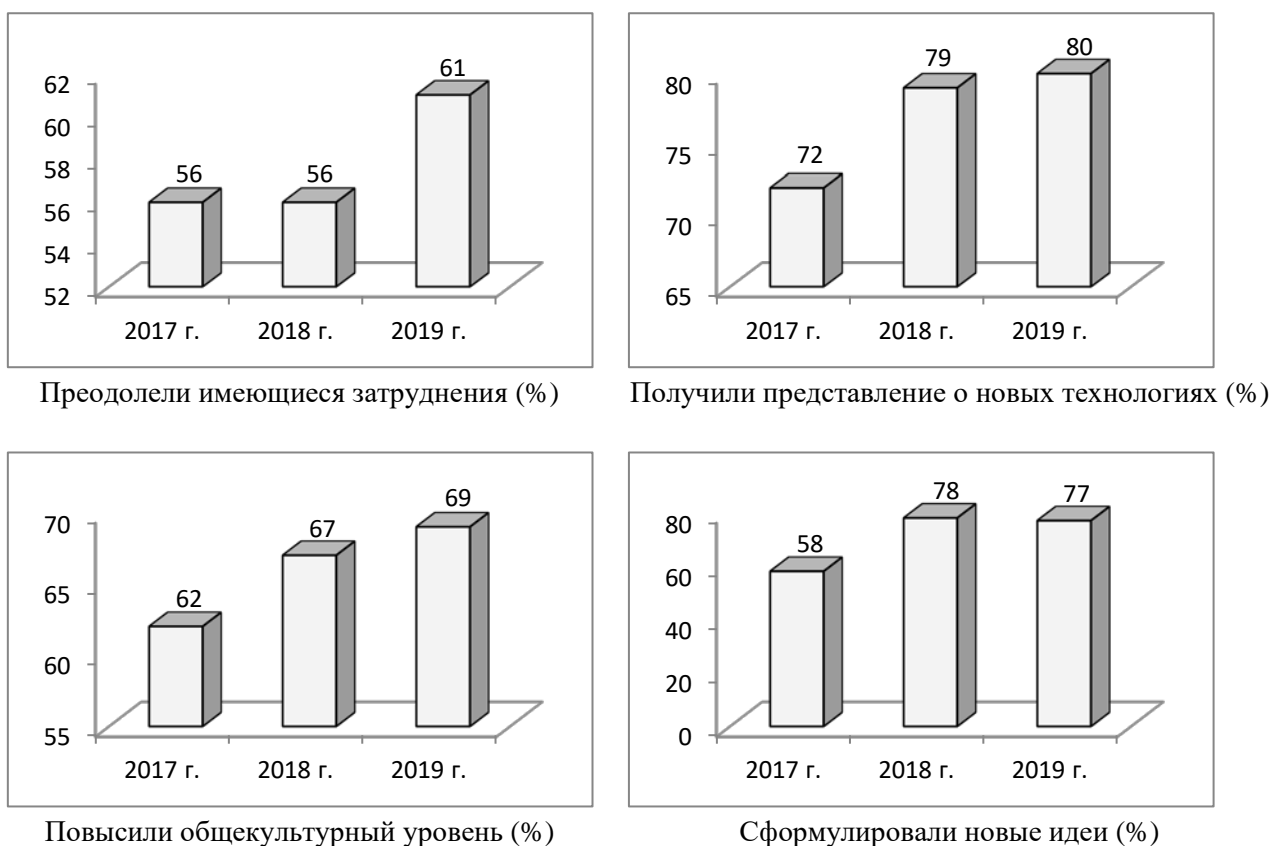 61
62
60
58
56
54
52
56
56
2017 г.
2018 г.
2019 г.
Преодолели имеющиеся затруднения (%)
80
79
72
80
75
70
65
2017 г.
2018 г.
2019 г.
Получили представление о новых технологиях (%)
69
67
62
70
65
60
55
2017 г.
2018 г.
2019 г.
Повысили общекультурный уровень (%)
78
77
58
80
60
40
20
0
2017 г.
2018 г.
2019 г.
Сформулировали новые идеи (%)